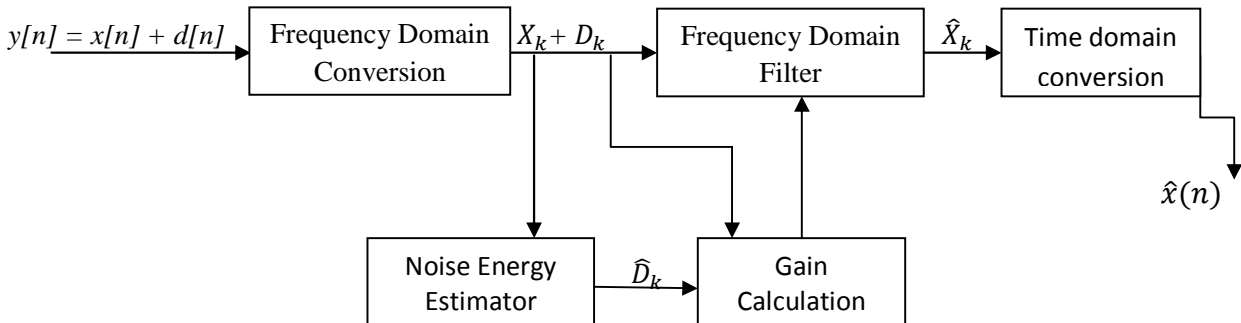 y[n] = x[n] + d[n]
Frequency Domain
Conversion
X_k + D_k
Frequency Domain
Filter
X̂_k
Time domain
conversion
x̂(n)
Noise Energy
Estimator
D̂_k
Gain
Calculation